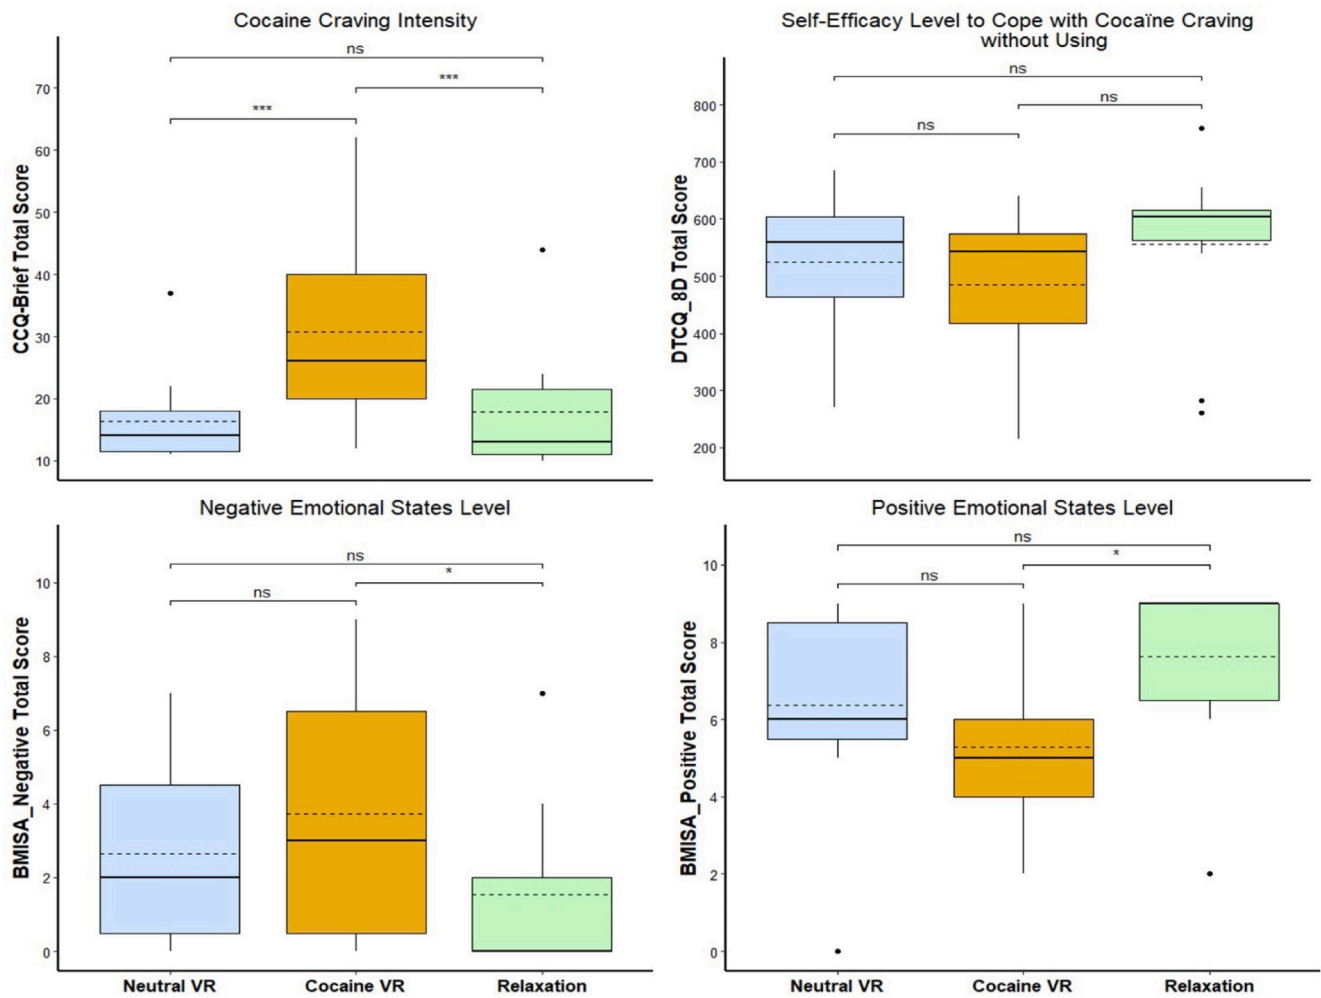 Cocaine Craving Intensity
ns
***
***
CCQ-Brief Total Score
70
60
50
40
30
20
10
Self-Efficacy Level to Cope with Cocaïne Craving
without Using
ns
ns
ns
DTCQ_8D Total Score
800
700
600
500
400
300
200
Negative Emotional States Level
ns
*
ns
BMISA_Negative Total Score
10
8
6
4
2
0
Neutral VR
Cocaine VR
Relaxation
Positive Emotional States Level
ns
*
ns
BMISA_Positive Total Score
10
8
6
4
2
0
Neutral VR
Cocaine VR
Relaxation